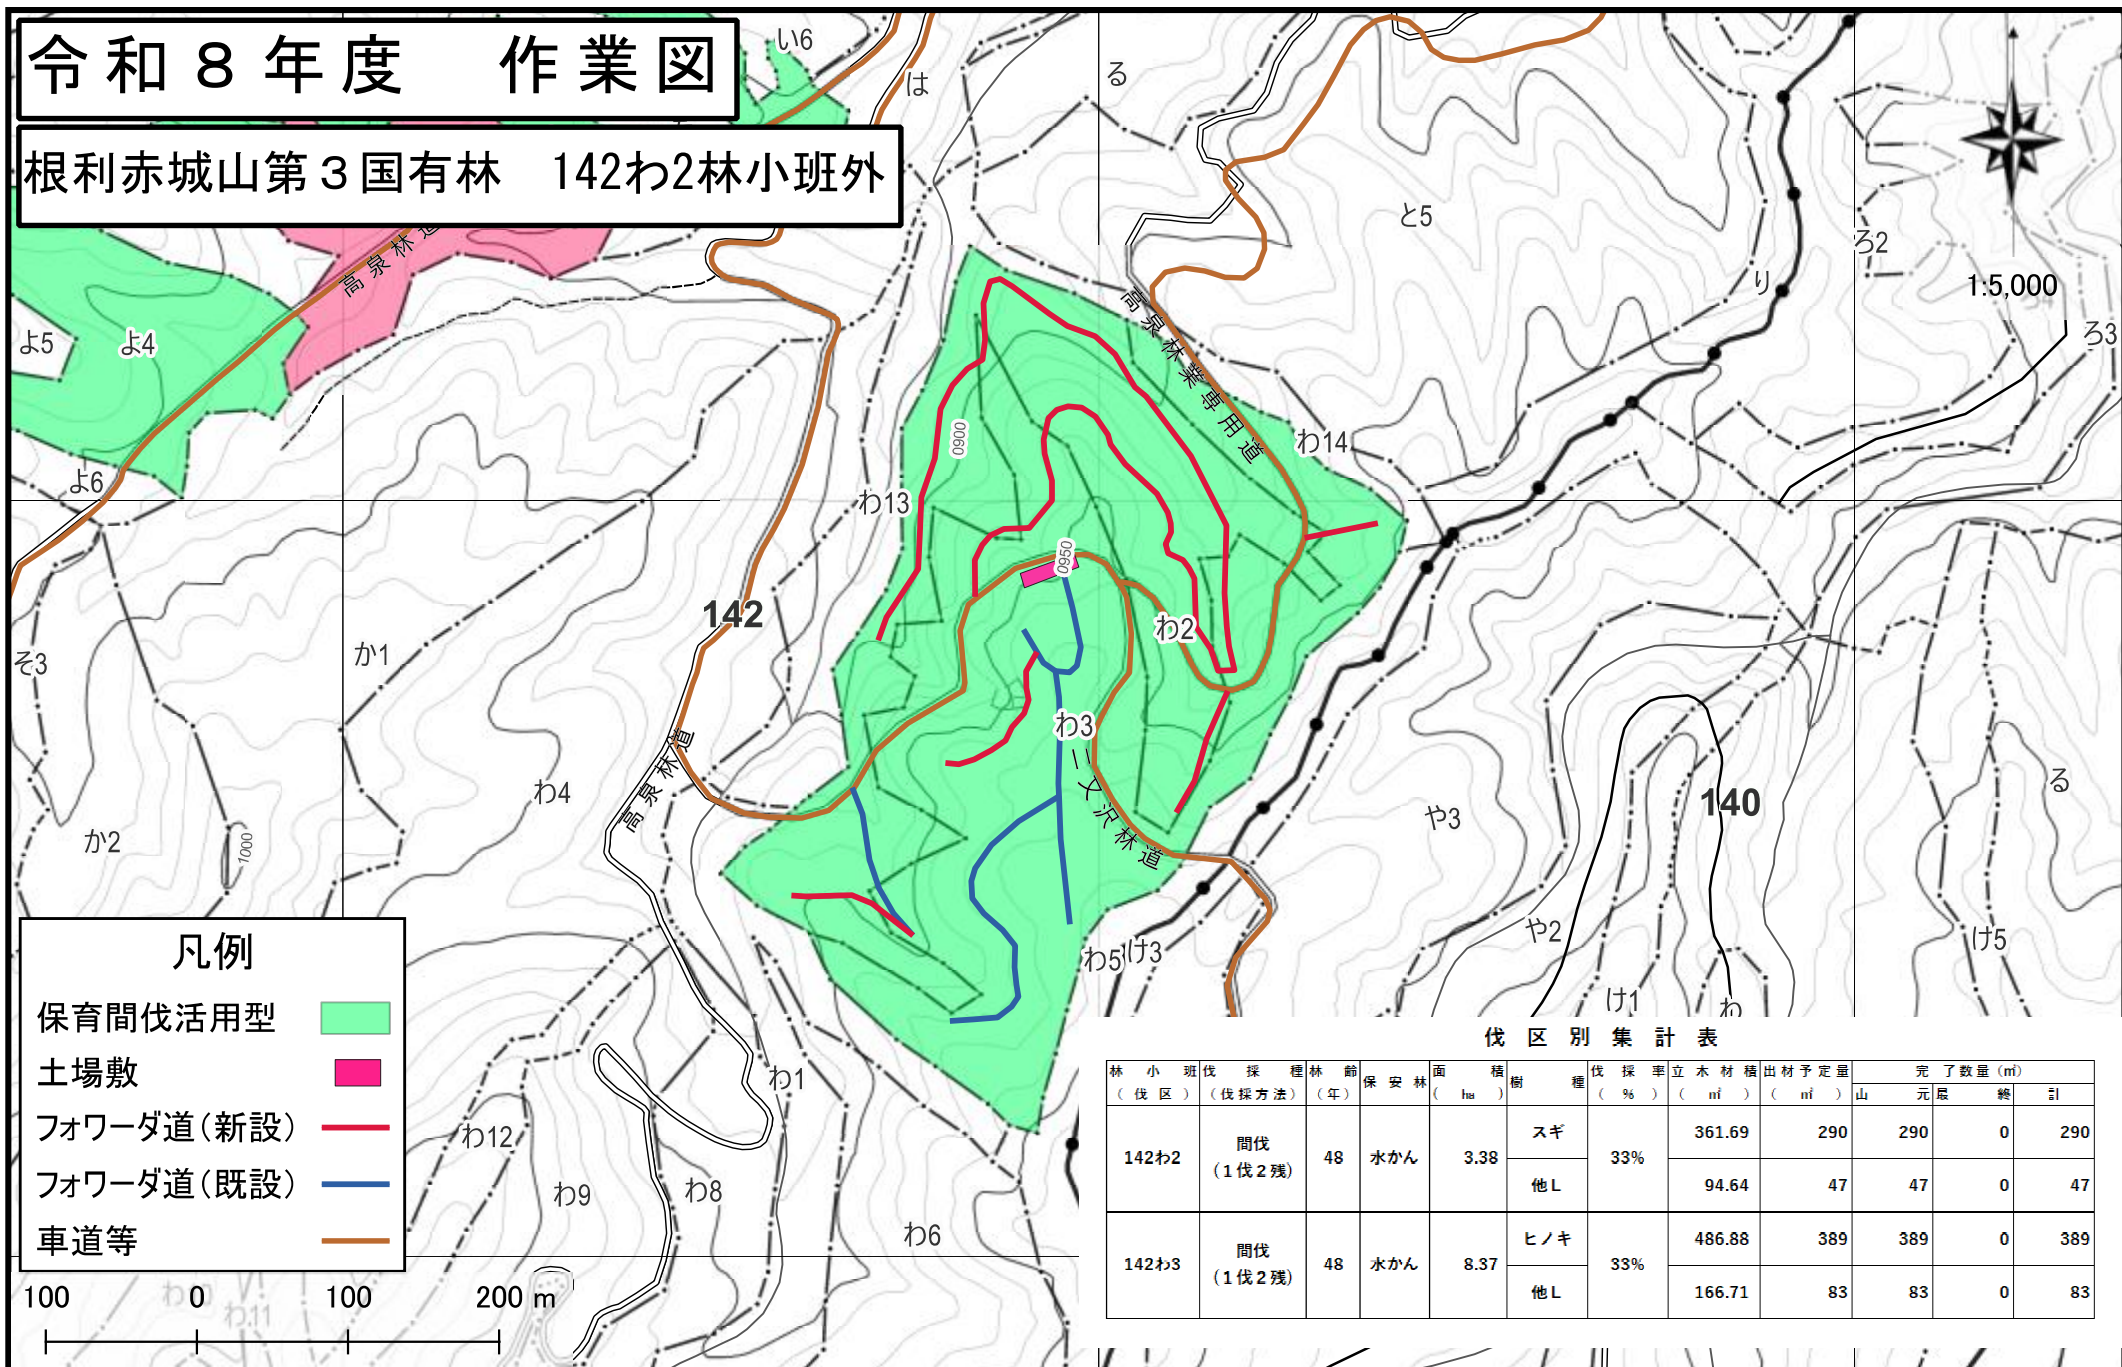 令和８年度　作業図
根利赤城山第３国有林　142わ2林小班外
い6
は
る
と5
り
ろ2
1:5,000
ろ3
高泉林道
よ5
よ4
よ6
高泉林業専用道
0900
わ14
わ13
0950
142
わ2
か1
そ3
わ3
二又沢林道
高泉林道
わ4
か2
1000
や3
140
る
や2
け5
わ5
け3
け1
わ
わ1
わ12
わ9
わ8
わ6
わ11
凡例
保育間伐活用型
土場敷
フォワーダ道（新設）
フォワーダ道（既設）
車道等
100 0 100 200 m
伐区別集計表
林小班 伐採種 林齢 保安林 面積 樹種 伐採率 立木材積 出材予定量 完了数量（㎥）
（伐区） （伐採方法） （年） （ha） （%） （㎥） （㎥） 山元 最終 計
142わ2 間伐（１伐２残） 48 水かん 3.38 スギ 33% 361.69 290 290 0 290
他Ｌ 94.64 47 47 0 47
142わ3 間伐（１伐２残） 48 水かん 8.37 ヒノキ 33% 486.88 389 389 0 389
他Ｌ 166.71 83 83 0 83